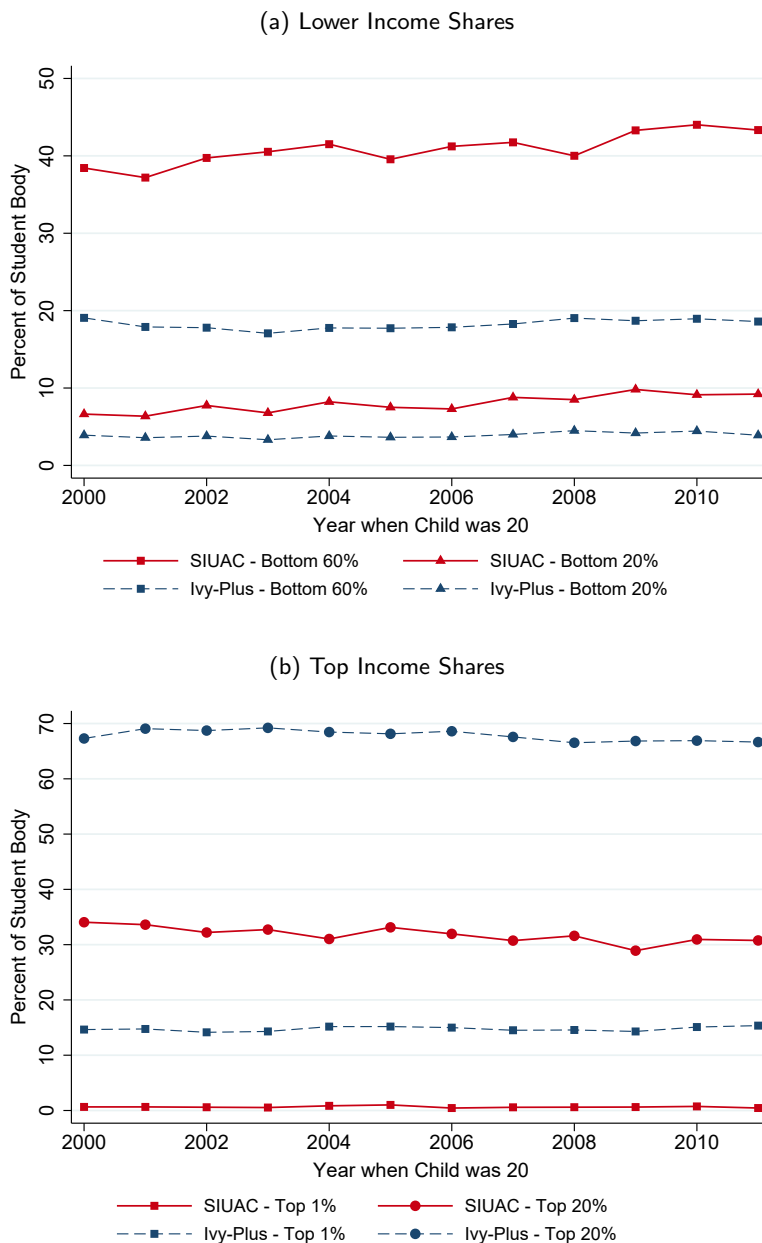 (a) Lower Income Shares
50
40
30
20
10
0
Percent of Student Body
2000 2002 2004 2006 2008 2010
Year when Child was 20
SIUAC - Bottom 60% SIUAC - Bottom 20%
Ivy-Plus - Bottom 60% Ivy-Plus - Bottom 20%
(b) Top Income Shares
70
60
50
40
30
20
10
0
Percent of Student Body
2000 2002 2004 2006 2008 2010
Year when Child was 20
SIUAC - Top 1% SIUAC - Top 20%
Ivy-Plus - Top 1% Ivy-Plus - Top 20%